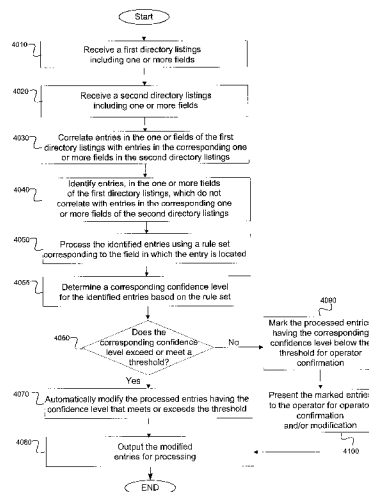 Start
4010
Receive a first directory listings
including one or more fields
4020
Receive a second directory listings
including one or more fields
4030
Correlate entries in the one or fields of the first
directory listings with entries in the corresponding one
or more fields in the second directory listings
4040
Identify entries, in the one or more fields
of the first directory listings, which do not
correlate with entries in the corresponding one
or more fields of the second directory listings
4050
Process the identified entries using a rule set
corresponding to the field in which the entry is located
4055
Determine a corresponding confidence level
for the identified entries based on the rule set
4060
Does the
corresponding confidence
level exceed or meet a
threshold?
No
Yes
4090
Mark the processed entries
having the corresponding
confidence level below the
threshold for operator
confirmation
4070
Automatically modify the processed entries having the
confidence level that meets or exceeds the threshold
Present the marked entries
to the operator for operator
confirmation
and/or modification
4100
4080
Output the modified
entries for processing
END